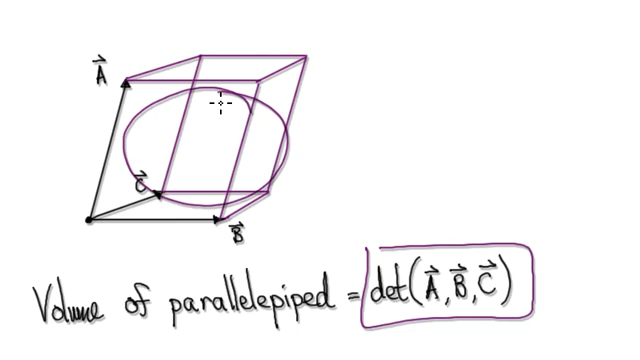 A⃗
C⃗
B⃗
Volume of parallelepiped = det(A⃗, B⃗, C⃗)